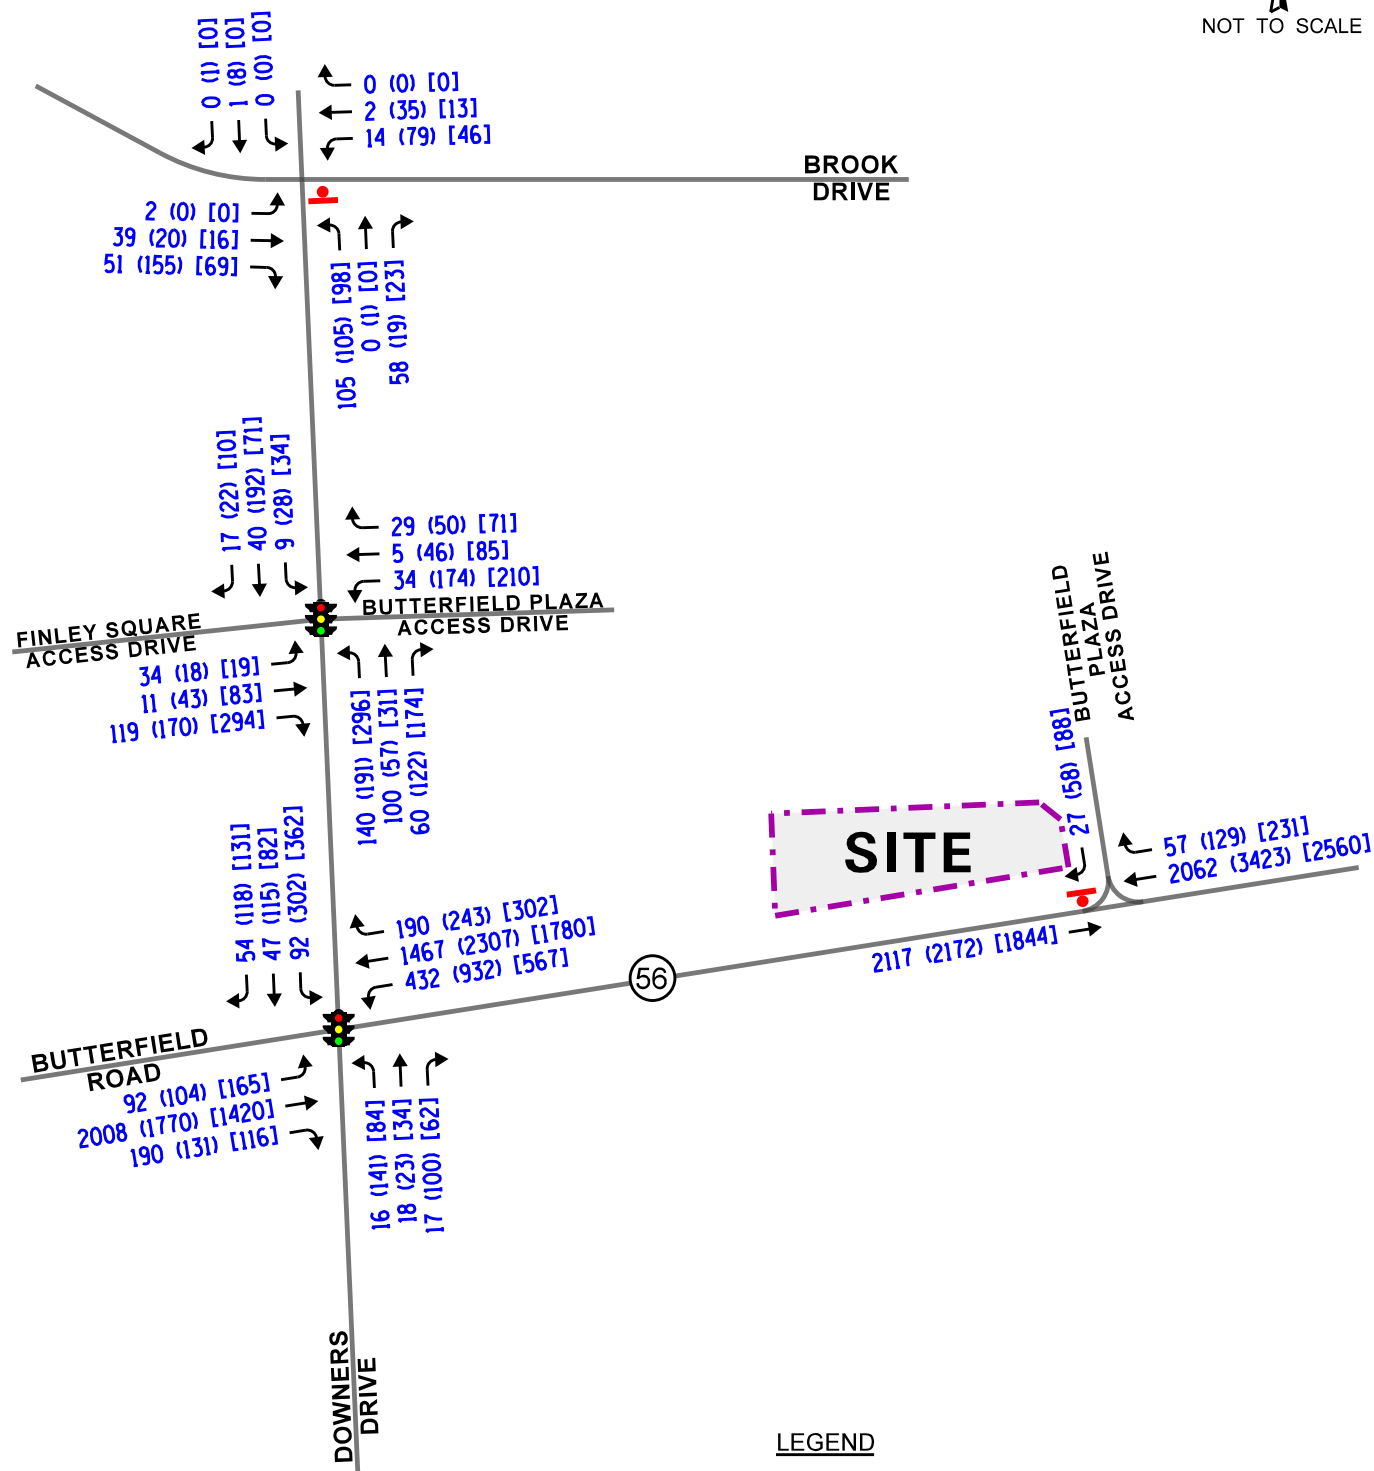 NOT TO SCALE
0 (1) [0]
1 (8) [0]
0 (0) [0]
0 (0) [0]
2 (35) [13]
14 (79) [46]
BROOK
DRIVE
2 (0) [0]
39 (20) [16]
51 (155) [69]
105 (105) [98]
0 (1) [0]
58 (19) [23]
17 (22) [10]
40 (192) [71]
9 (28) [34]
29 (50) [71]
5 (46) [85]
34 (174) [210]
FINLEY SQUARE
ACCESS DRIVE
BUTTERFIELD PLAZA
ACCESS DRIVE
34 (18) [19]
11 (43) [83]
119 (170) [294]
140 (191) [296]
100 (57) [31]
60 (122) [174]
BUTTERFIELD
PLAZA
ACCESS DRIVE
27 (58) [88]
57 (129) [231]
2062 (3423) [2560]
SITE
2117 (2172) [1844]
54 (118) [131]
47 (115) [82]
92 (302) [362]
190 (243) [302]
1467 (2307) [1780]
432 (932) [567]
56
BUTTERFIELD
ROAD
92 (104) [165]
2008 (1770) [1420]
190 (131) [116]
16 (141) [84]
18 (23) [34]
17 (100) [62]
DOWNERS
DRIVE
LEGEND